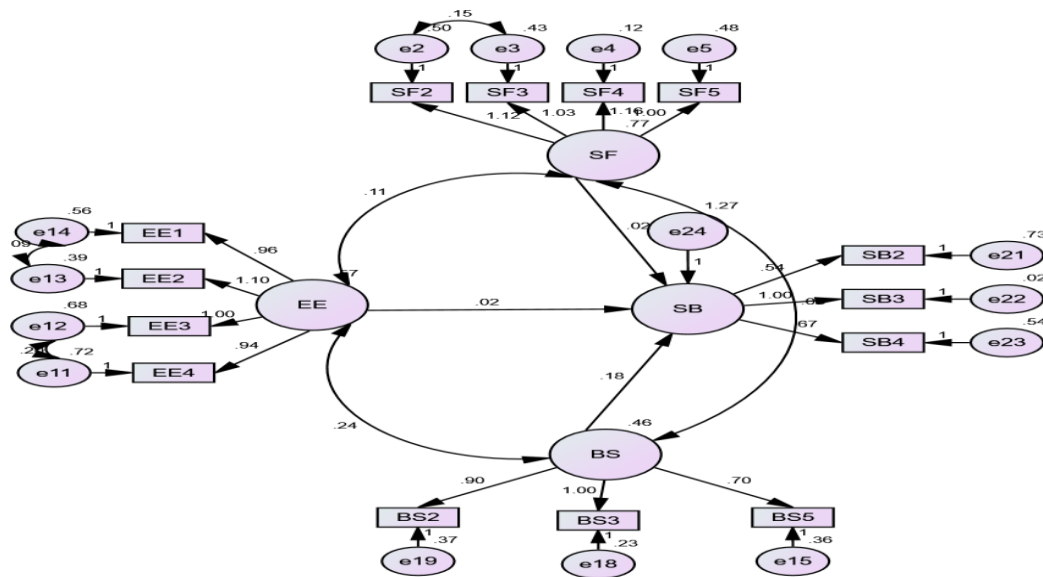 .15
.50 .43 .12 .48
e2 e3 e4 e5
1 1 1 1
SF2 SF3 SF4 SF5
1.12 1.03 1.16 1.00
.77
SF
.11 1.27
.02 e24
1
.56
e14 1 EE1
.96
09 .39
e13 1 EE2
1.10
.68
e12 1 EE3
1.00
.72
e11 1 EE4
.94
EE
.02
SB
.54 SB2 1 e21 .73
1.00 SB3 1 e22 .02
.67 SB4 1 e23 .54
.18
.24 .46
BS
.90 1.00 .70
BS2 BS3 BS5
1 .37 1 .23 1 .36
e19 e18 e15